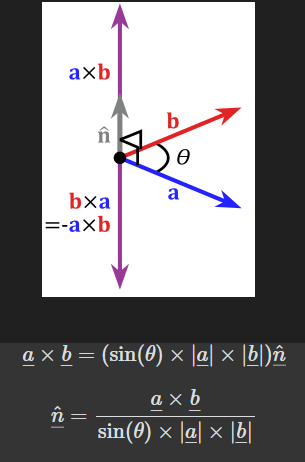 a×b
n̂
b
θ
a
b×a
=-a×b
a × b = (sin(θ) × |a| × |b|)n̂
n̂ = a × b / sin(θ) × |a| × |b|